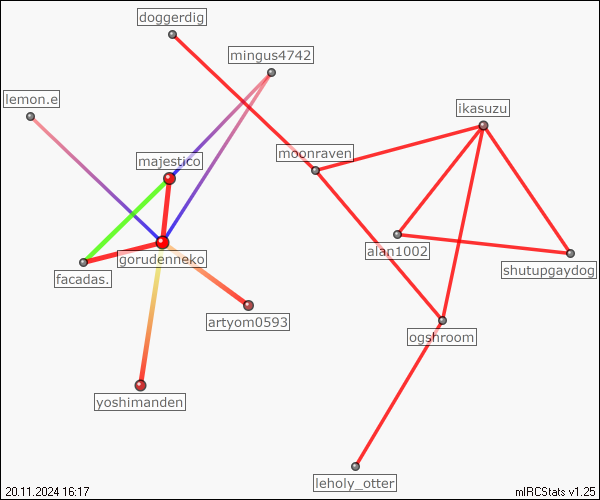 doggerdig
mingus4742
lemon.e
ikasuzu
majestico
moonraven
alan1002
gorudenneko
shutupgaydog
facadas.
artyom0593
ogshroom
yoshimanden
leholy_otter
20.11.2024 16:17
mIRCStats v1.25